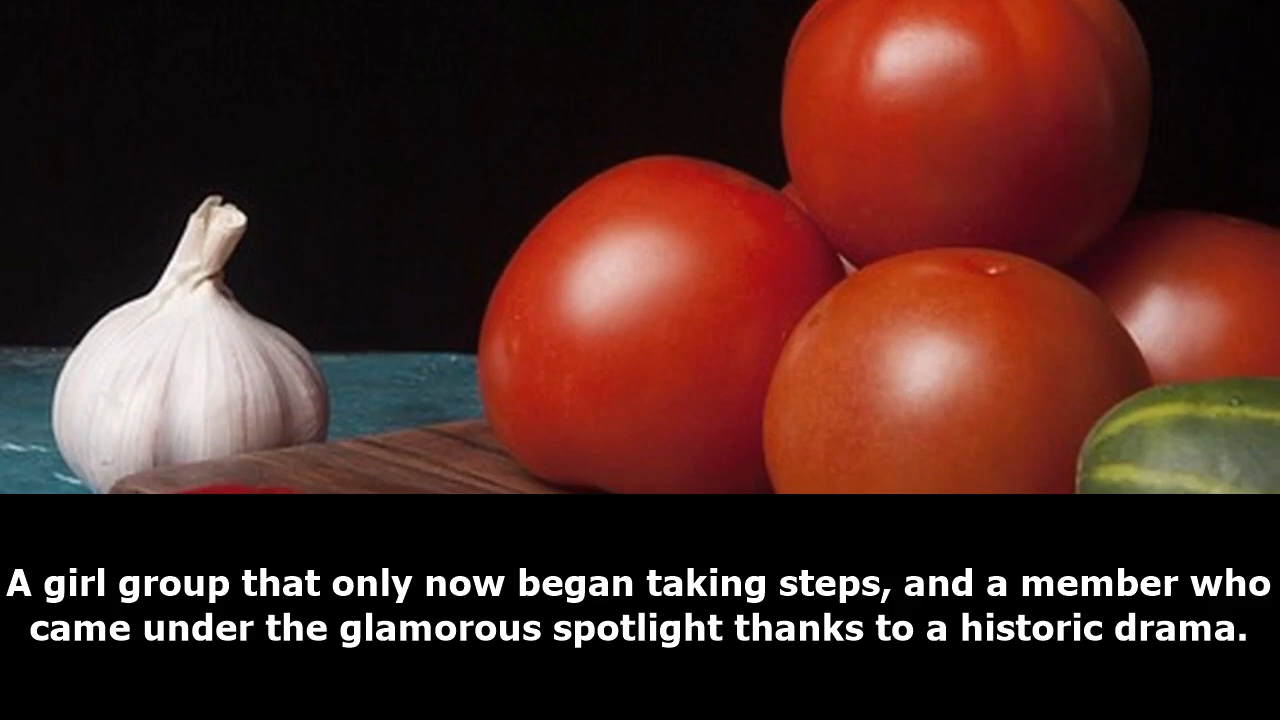 A girl group that only now began taking steps, and a member who
came under the glamorous spotlight thanks to a historic drama.